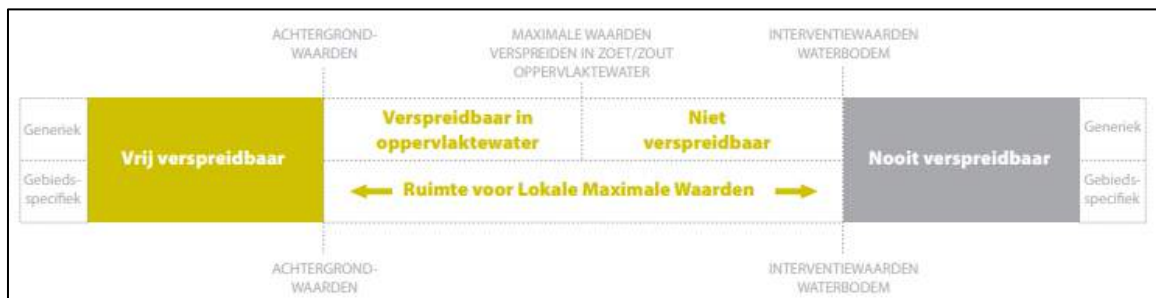 ACHTERGROND-
WAARDEN
MAXIMALE WAARDEN
VERSPREIDEN IN ZOET/ZOUT
OPPERVLAKTEWATER
INTERVENTIEWAARDEN
WATERBODEM
Generiek
Gebieds-
specifiek
Vrij verspreidbaar
Verspreidbaar in
oppervlaktewater
Niet
verspreidbaar
Ruimte voor Lokale Maximale Waarden
Nooit verspreidbaar
Generiek
Gebieds-
specifiek
ACHTERGROND-
WAARDEN
INTERVENTIEWAARDEN
WATERBODEM